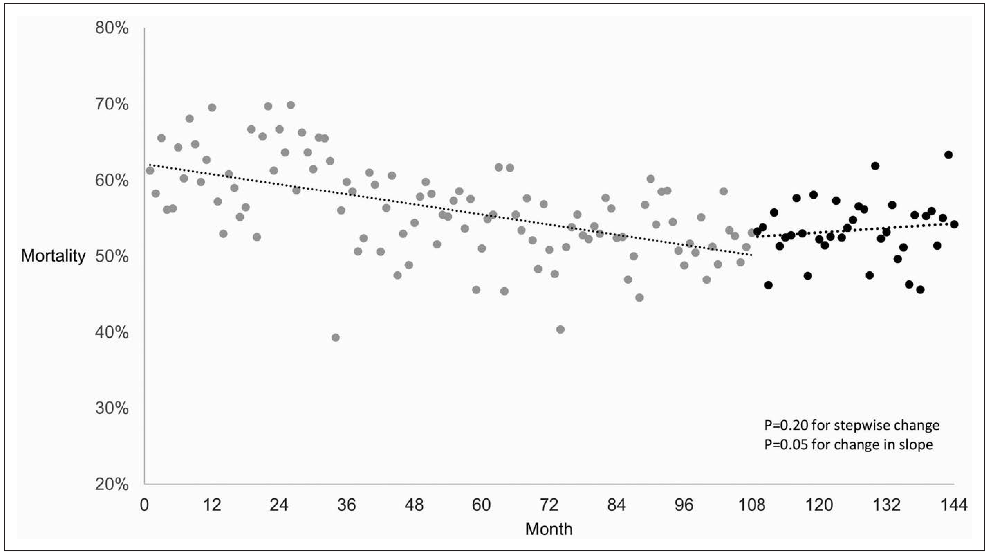 80%
70%
60%
Mortality 50%
40%
30%
P=0.20 for stepwise change
P=0.05 for change in slope
20%
0 12 24 36 48 60 72 84 96 108 120 132 144
Month